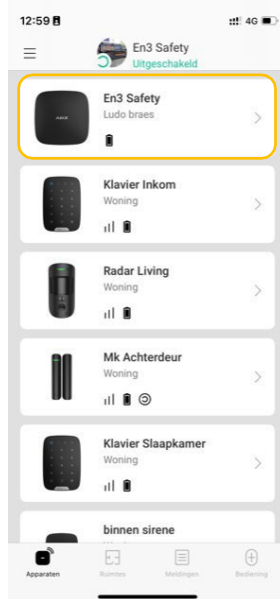 12:59
4G
En3 Safety
Uitgeschakeld
AJAX
En3 Safety
Ludo braes
Klavier Inkom
Woning
Radar Living
Woning
Mk Achterdeur
Woning
Klavier Slaapkamer
Woning
binnen sirene
Apparaten
Ruimtes
Meldingen
Bediening